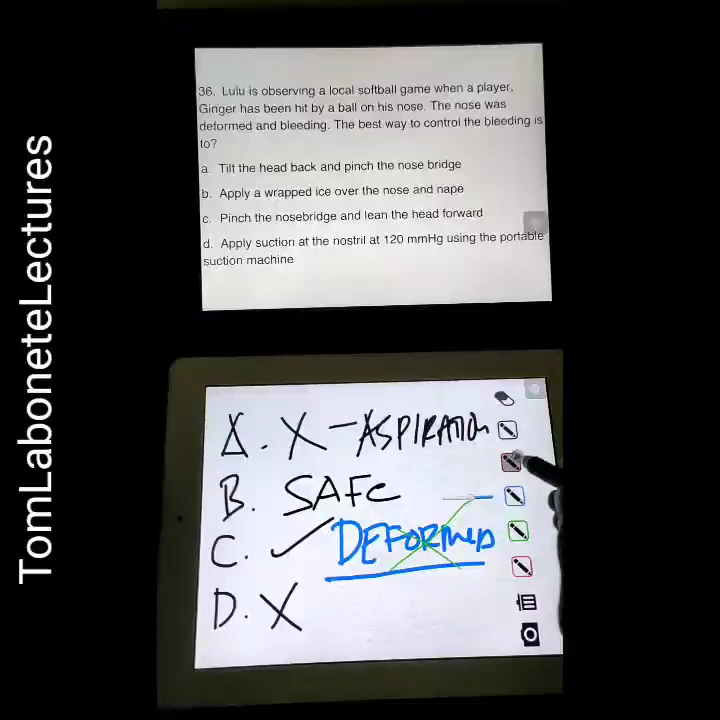 TomLaboneteLectures
36. Lulu is observing a local softball game when a player,
Ginger has been hit by a ball on his nose. The nose was
deformed and bleeding. The best way to control the bleeding is
to?
a. Tilt the head back and pinch the nose bridge
b. Apply a wrapped ice over the nose and nape
c. Pinch the nosebridge and lean the head forward
d. Apply suction at the nostril at 120 mmHg using the portable
suction machine
A. X - ASPIRATION
B. SAFE
C. ✓ DEFORMED
D. X